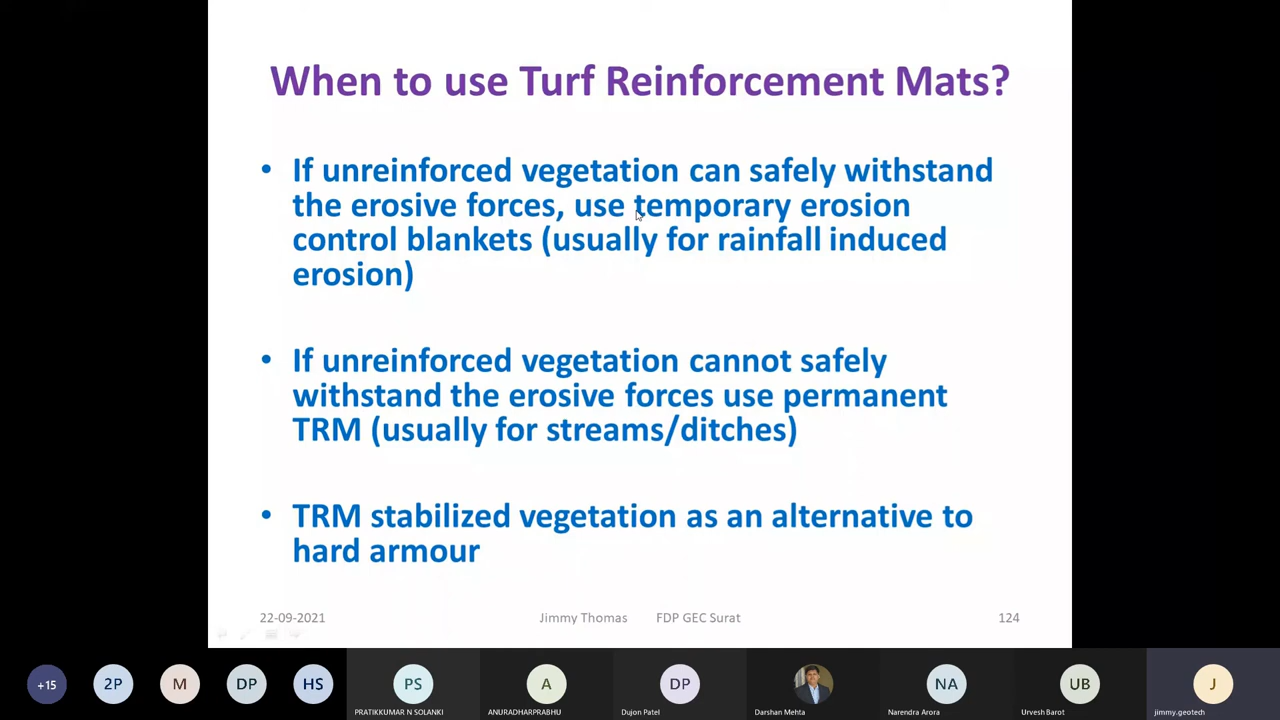 When to use Turf Reinforcement Mats?
• If unreinforced vegetation can safely withstand
the erosive forces, use temporary erosion
control blankets (usually for rainfall induced
erosion)
• If unreinforced vegetation cannot safely
withstand the erosive forces use permanent
TRM (usually for streams/ditches)
• TRM stabilized vegetation as an alternative to
hard armour
22-09-2021 Jimmy Thomas FDP GEC Surat 124
+15 2P M DP HS PS A DP NA UB J
PRATIKKUMAR N SOLANKI ANURADHARPRABHU Dujon Patel Darshan Mehta Narendra Arora Urvesh Barot jimmy.geotech